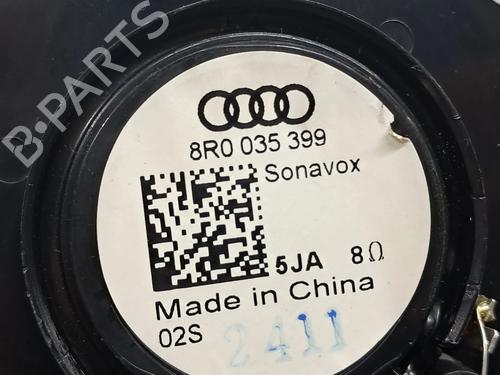 B-PARTS
8R0 035 399
Sonavox
5JA 8Ω
Made in China
02S
2411